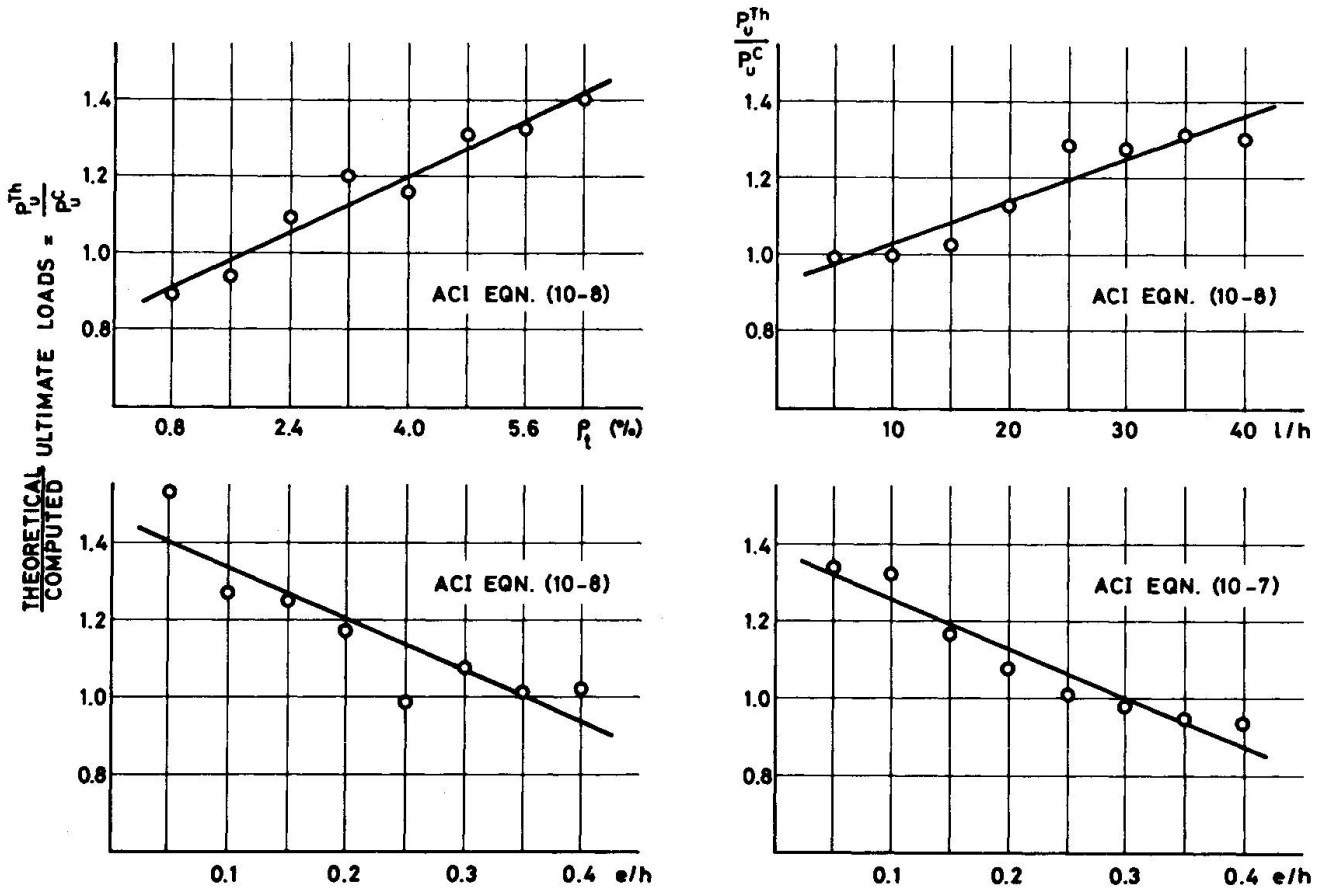 THEORETICAL
COMPUTED
ULTIMATE LOADS = P_u^Th / P_u^C
1.4
1.2
1.0
0.8
ACI EQN. (10-8)
0.8 2.4 4.0 5.6 ρ_t (%)
P_u^Th
P_u^C
1.4
1.2
1.0
0.8
ACI EQN. (10-8)
10 20 30 40 l/h
1.4
1.2
1.0
0.8
ACI EQN. (10-8)
0.1 0.2 0.3 0.4 e/h
1.4
1.2
1.0
0.8
ACI EQN. (10-7)
0.1 0.2 0.3 0.4 e/h